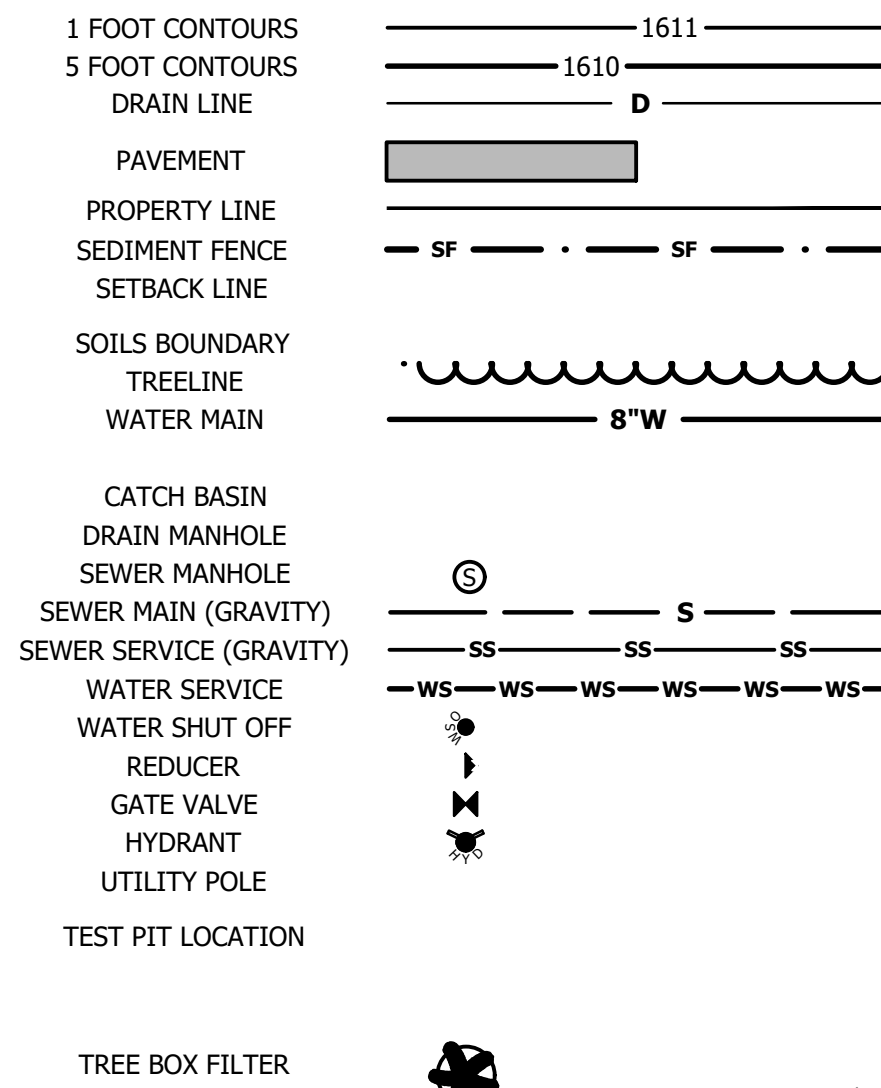 1 FOOT CONTOURS 1611
5 FOOT CONTOURS 1610
DRAIN LINE D
PAVEMENT
PROPERTY LINE
SEDIMENT FENCE SF SF
SETBACK LINE
SOILS BOUNDARY
TREELINE
WATER MAIN 8"W
CATCH BASIN
DRAIN MANHOLE
SEWER MANHOLE S
SEWER MAIN (GRAVITY) S
SEWER SERVICE (GRAVITY) SS SS SS
WATER SERVICE WS WS WS WS WS WS
WATER SHUT OFF WSO
REDUCER
GATE VALVE
HYDRANT HYD
UTILITY POLE
TEST PIT LOCATION
TREE BOX FILTER